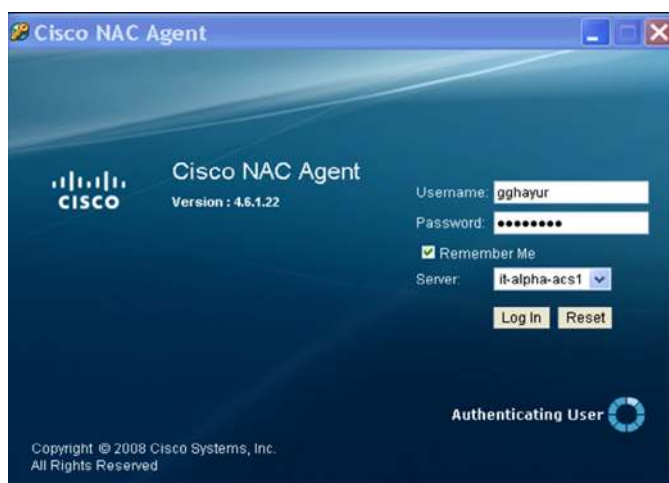 Cisco NAC Agent
Cisco NAC Agent
CISCO
Version : 4.6.1.22
Username: gghayur
Password: ••••••••
Remember Me
Server: it-alpha-acs1
Log In Reset
Authenticating User
Copyright © 2008 Cisco Systems, Inc.
All Rights Reserved